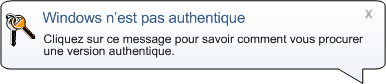 Windows n'est pas authentique
x
Cliquez sur ce message pour savoir comment vous procurer
une version authentique.